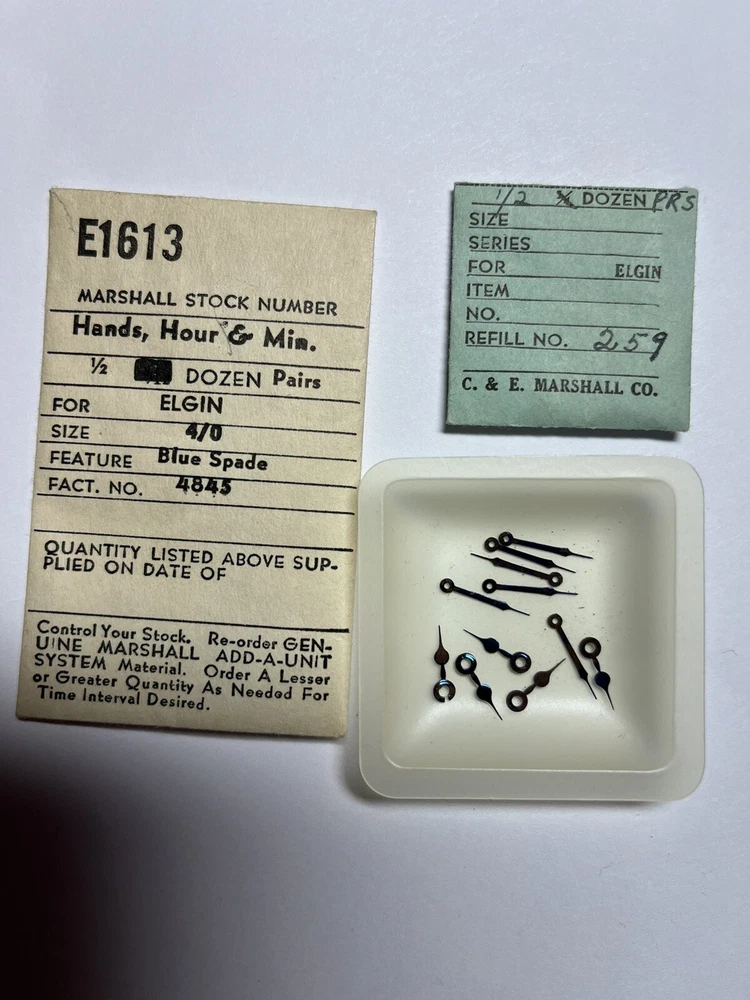 E1613
MARSHALL STOCK NUMBER
Hands, Hour & Min.
½ DOZEN Pairs
FOR ELGIN
SIZE 4/0
FEATURE Blue Spade
FACT. NO. 4845
QUANTITY LISTED ABOVE SUP-
PLIED ON DATE OF
Control Your Stock. Re-order GEN-
UINE MARSHALL ADD-A-UNIT
SYSTEM Material. Order A Lesser
or Greater Quantity As Needed For
Time Interval Desired.
1/2 DOZEN PRS
SIZE
SERIES
FOR ELGIN
ITEM
NO.
REFILL NO. 259
C. & E. MARSHALL CO.